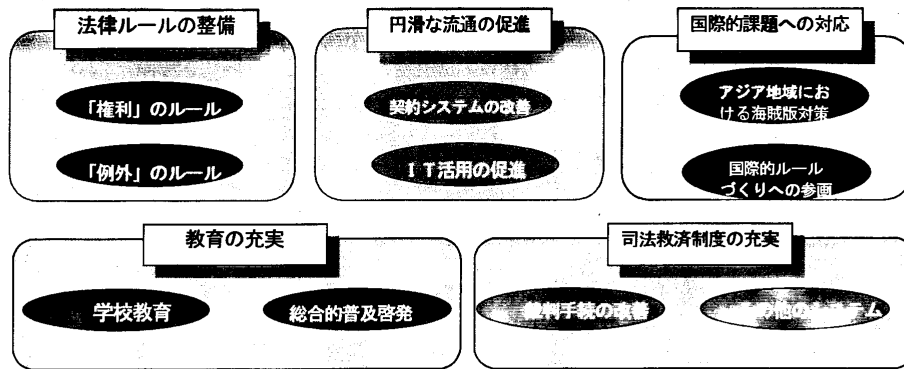 法律ルールの整備
「権利」のルール
「例外」のルール
円滑な流通の促進
契約システムの改善
ＩＴ活用の促進
国際的課題への対応
アジア地域にお
ける海賊版対策
国際的ルール
づくりへの参画
教育の充実
学校教育
総合的普及啓発
司法救済制度の充実
裁判手続の改善